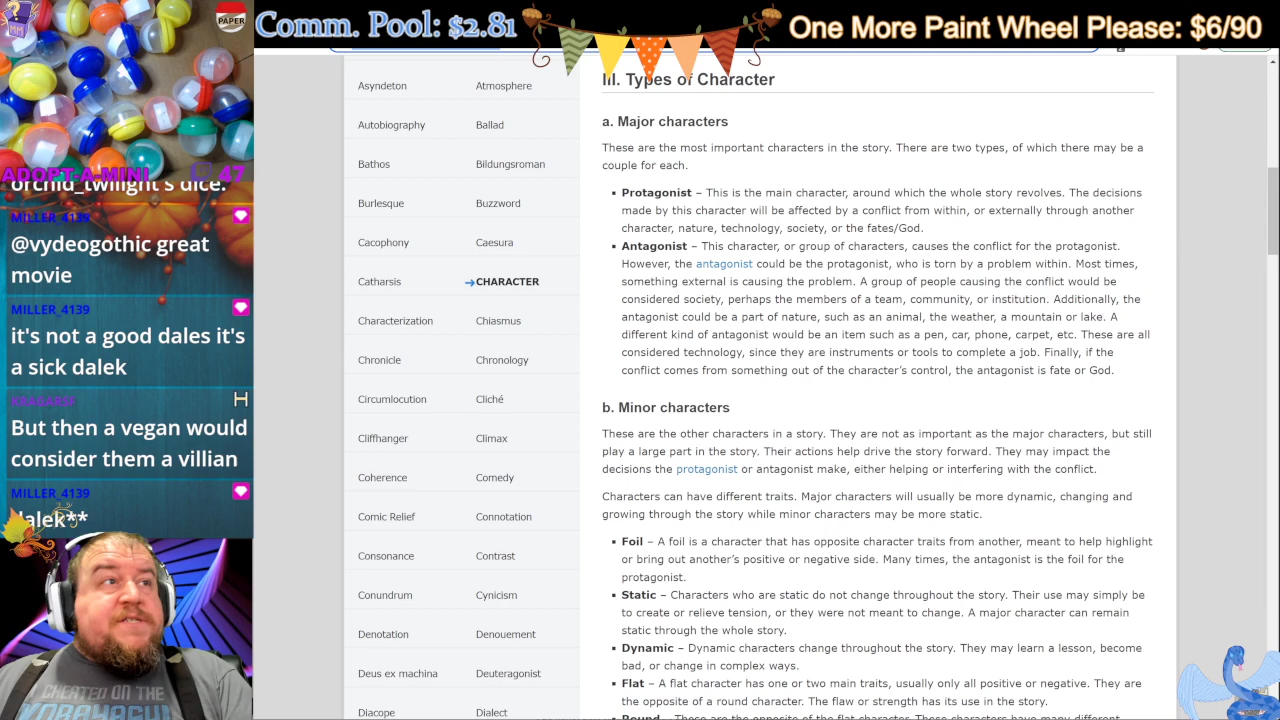 Comm. Pool: $2.81
One More Paint Wheel Please: $6/90
PAPER
MM
ADOPT-A-MINI
47
orchid_twilight's dice.
MILLER_4139
@vydeogothic great
movie
MILLER_4139
it's not a good dales it's
a sick dalek
But then a vegan would
consider them a villian
MILLER_4139
dalek**
I CHEATED ON THE
KOBAYASHI
Asyndeton
Atmosphere
Autobiography
Ballad
Bathos
Bildungsroman
Burlesque
Buzzword
Cacophony
Caesura
Catharsis
CHARACTER
Characterization
Chiasmus
Chronicle
Chronology
Circumlocution
Cliché
Cliffhanger
Climax
Coherence
Comedy
Comic Relief
Connotation
Consonance
Contrast
Conundrum
Cynicism
Denotation
Denouement
Deus ex machina
Deuteragonist
Diacope
Dialect
III. Types of Character
a. Major characters
These are the most important characters in the story. There are two types, of which there may be a
couple for each.
Protagonist – This is the main character, around which the whole story revolves. The decisions
made by this character will be affected by a conflict from within, or externally through another
character, nature, technology, society, or the fates/God.
Antagonist – This character, or group of characters, causes the conflict for the protagonist.
However, the antagonist could be the protagonist, who is torn by a problem within. Most times,
something external is causing the problem. A group of people causing the conflict would be
considered society, perhaps the members of a team, community, or institution. Additionally, the
antagonist could be a part of nature, such as an animal, the weather, a mountain or lake. A
different kind of antagonist would be an item such as a pen, car, phone, carpet, etc. These are all
considered technology, since they are instruments or tools to complete a job. Finally, if the
conflict comes from something out of the character's control, the antagonist is fate or God.
b. Minor characters
These are the other characters in a story. They are not as important as the major characters, but still
play a large part in the story. Their actions help drive the story forward. They may impact the
decisions the protagonist or antagonist make, either helping or interfering with the conflict.
Characters can have different traits. Major characters will usually be more dynamic, changing and
growing through the story while minor characters may be more static.
Foil – A foil is a character that has opposite character traits from another, meant to help highlight
or bring out another's positive or negative side. Many times, the antagonist is the foil for the
protagonist.
Static – Characters who are static do not change throughout the story. Their use may simply be
to create or relieve tension, or they were not meant to change. A major character can remain
static through the whole story.
Dynamic – Dynamic characters change throughout the story. They may learn a lesson, become
bad, or change in complex ways.
Flat – A flat character has one or two main traits, usually only all positive or negative. They are
the opposite of a round character. The flaw or strength has its use in the story.
Round – These are the opposite of the flat character. These characters have many different